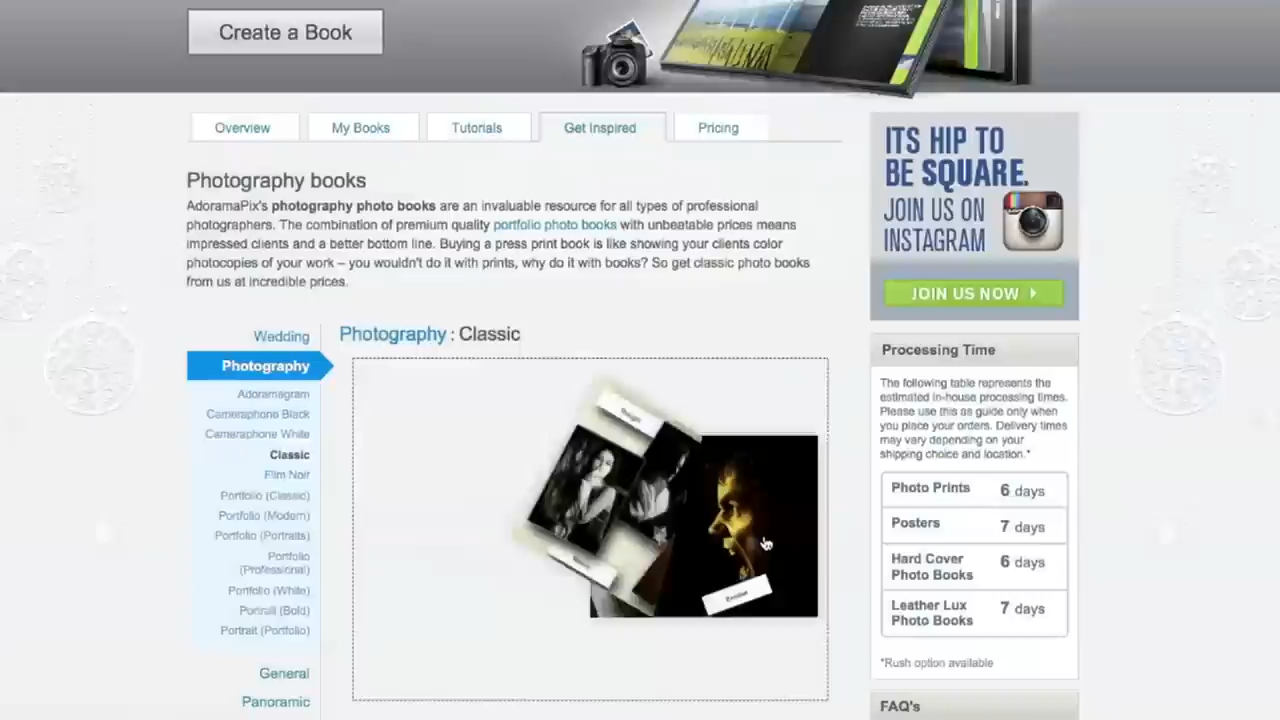 Create a Book
Overview
My Books
Tutorials
Get Inspired
Pricing
Photography books
AdoramaPix's photography photo books are an invaluable resource for all types of professional
photographers. The combination of premium quality portfolio photo books with unbeatable prices means
impressed clients and a better bottom line. Buying a press print book is like showing your clients color
photocopies of your work – you wouldn't do it with prints, why do it with books? So get classic photo books
from us at incredible prices.
Wedding
Photography
Adoramagram
Cameraphone Black
Cameraphone White
Classic
Film Noir
Portfolio (Classic)
Portfolio (Modern)
Portfolio (Portraits)
Portfolio
(Professional)
Portfolio (White)
Portrait (Bold)
Portrait (Portfolio)
General
Panoramic
Photography : Classic
ITS HIP TO
BE SQUARE.
JOIN US ON
INSTAGRAM
JOIN US NOW
Processing Time
The following table represents the
estimated in-house processing times.
Please use this as guide only when
you place your orders. Delivery times
may vary depending on your
shipping choice and location.*
Photo Prints 6 days
Posters 7 days
Hard Cover
Photo Books 6 days
Leather Lux
Photo Books 7 days
*Rush option available
FAQ's